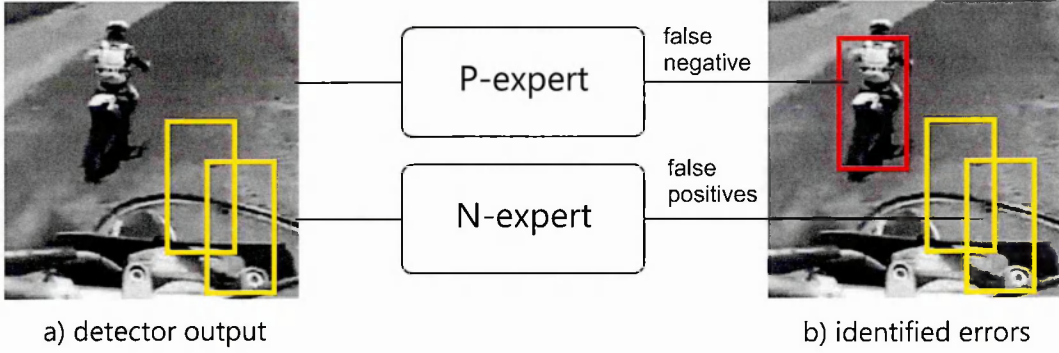 P-expert
false
negative
N-expert
false
positives
a) detector output
b) identified errors